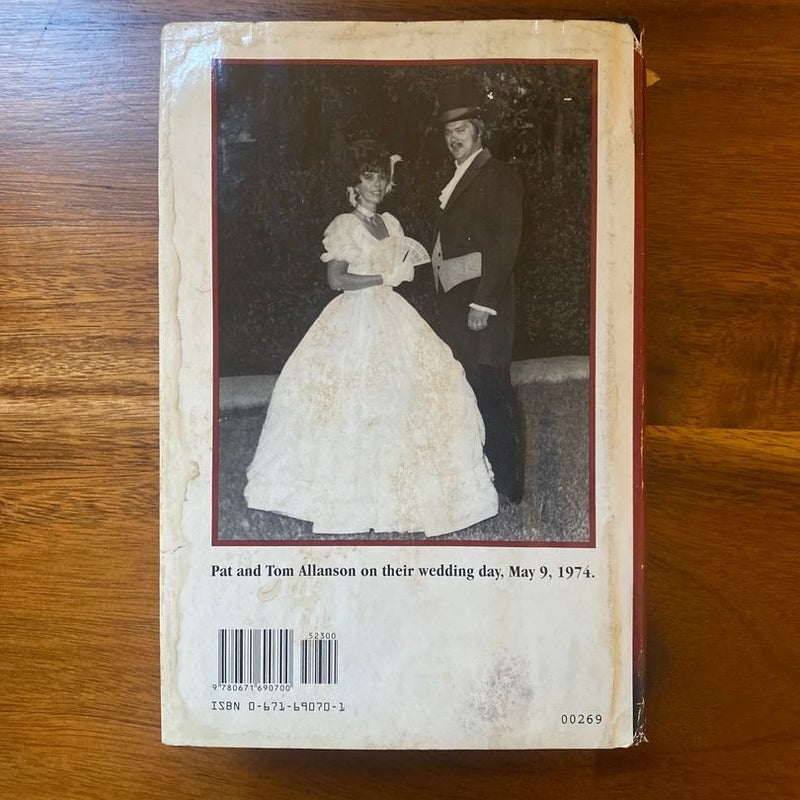 Pat and Tom Allanson on their wedding day, May 9, 1974.
52300
9 780671 690700
ISBN 0-671-69070-1
00269